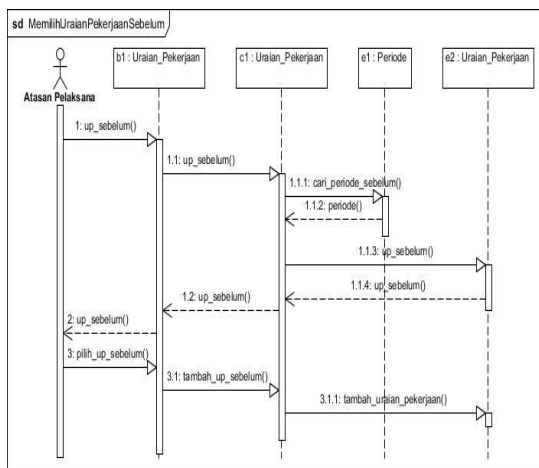 sd MemilihUraianPekerjaanSebelum
b1 : Uraian_Pekerjaan
c1 : Uraian_Pekerjaan
e1 : Periode
e2 : Uraian_Pekerjaan
Atasan Pelaksana
1: up_sebelum()
1.1: up_sebelum()
1.1.1: cari_periode_sebelum()
1.1.2: periode()
1.1.3: up_sebelum()
1.1.4: up_sebelum()
1.2: up_sebelum()
2: up_sebelum()
3: pilih_up_sebelum()
3.1: tambah_up_sebelum()
3.1.1: tambah_uraian_pekerjaan()